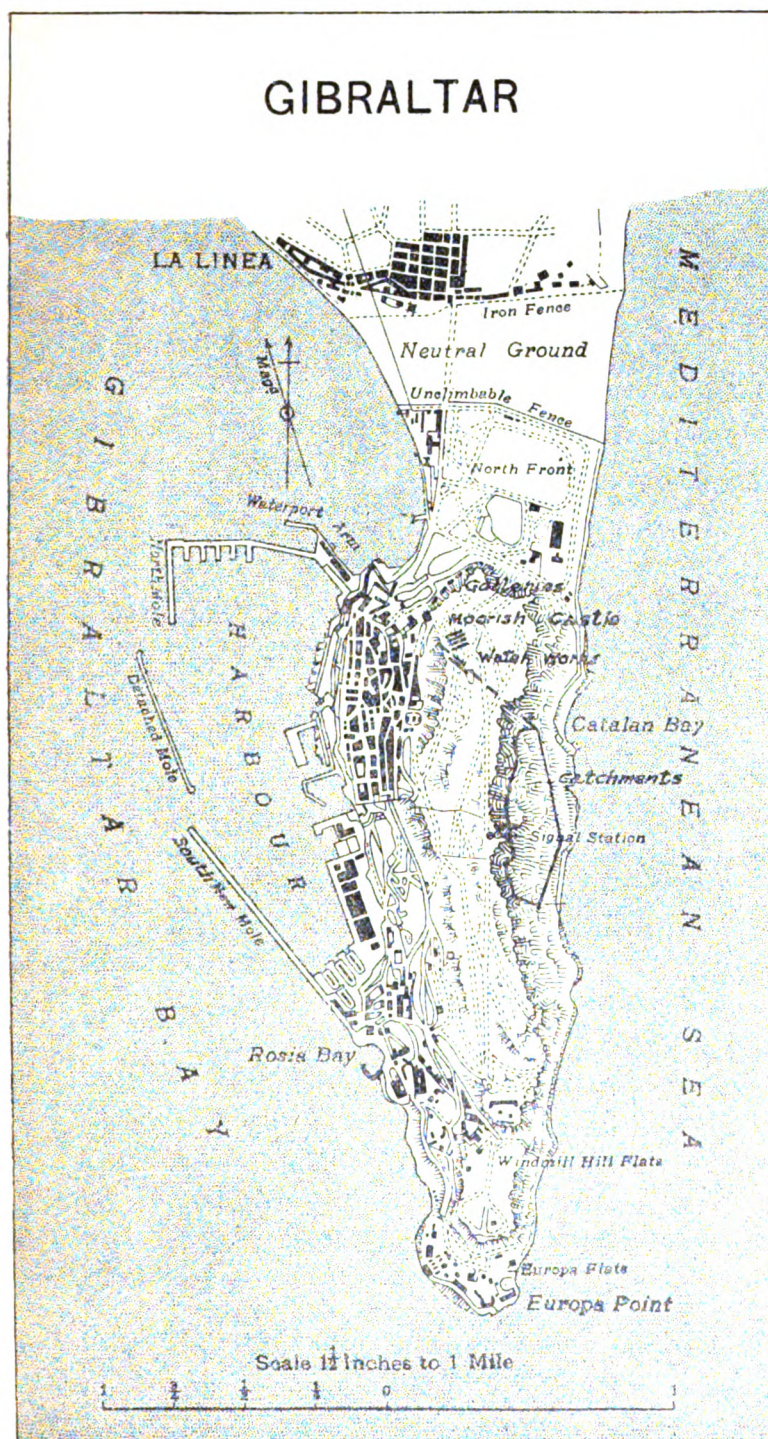 GIBRALTAR
LA LINEA
Iron Fence
Neutral Ground
Magc
Unclimbable Fence
North Front
Waterport Arm
North Mole
Galleries
Moorish Castle
Water Works
HARBOUR
Detached Mole
Catalan Bay
Catchments
Signal Station
South New Mole
GIBRALTAR BAY
MEDITERRANEAN SEA
Rosia Bay
Windmill Hill Flats
Europa Flats
Europa Point
Scale 1¼ Inches to 1 Mile
1 ¾ ½ ¼ 0 1